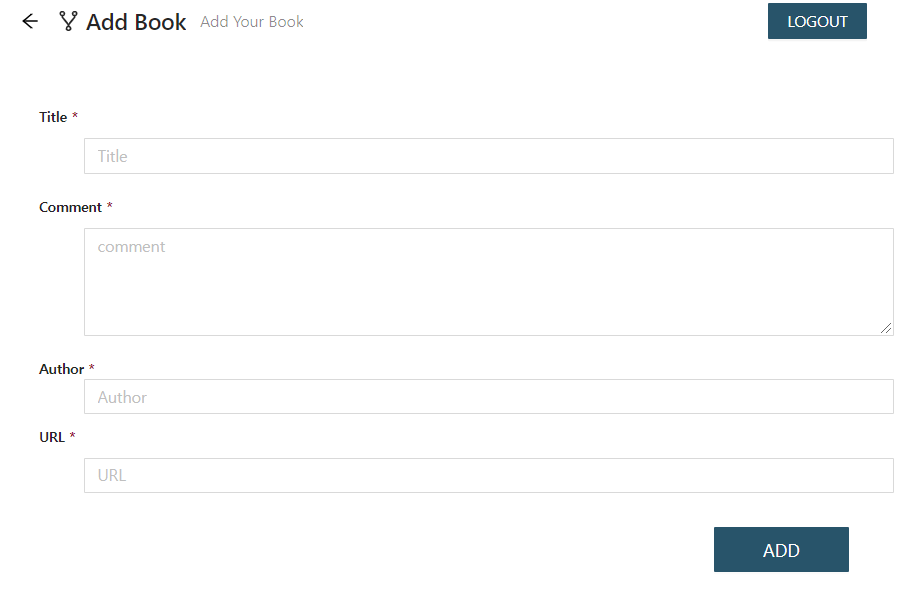 Add Book Add Your Book LOGOUT
Title *
Title
Comment *
comment
Author *
Author
URL *
URL
ADD